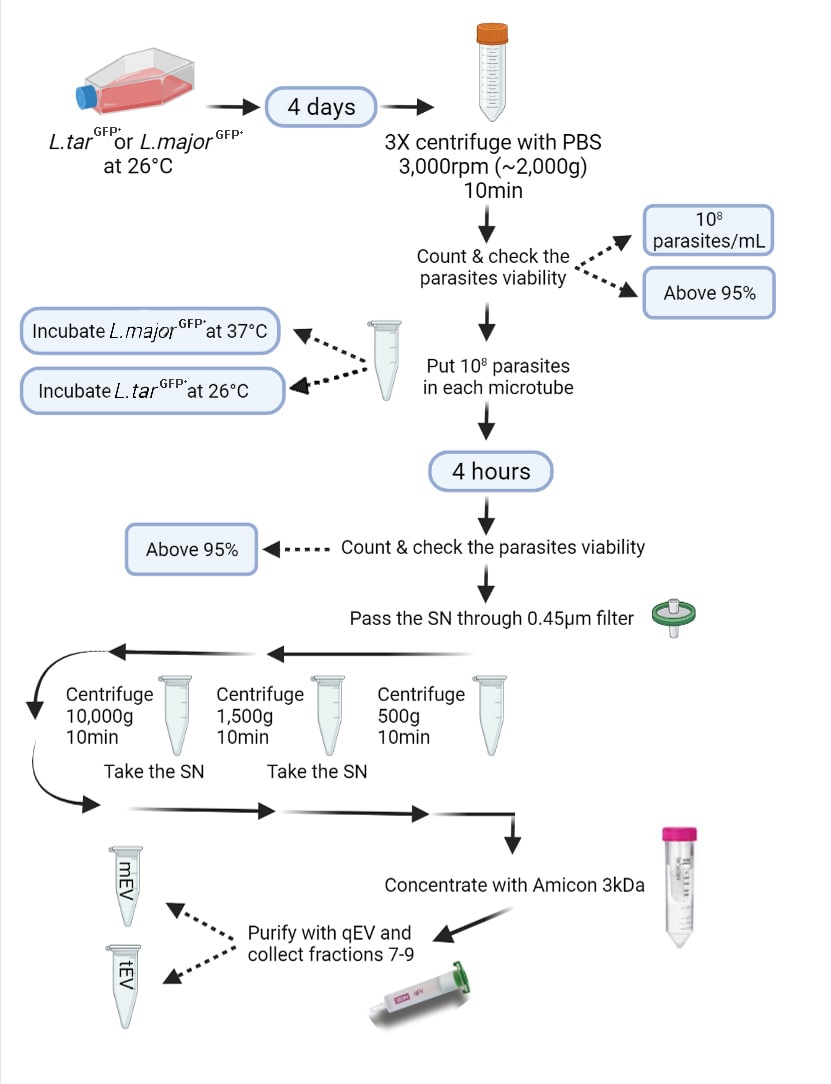 L.tarGFP+ or L.majorGFP+
at 26°C
4 days
3X centrifuge with PBS
3,000rpm (~2,000g)
10min
Count & check the
parasites viability
10⁸
parasites/mL
Above 95%
Put 10⁸ parasites
in each microtube
Incubate L.majorGFP+at 37°C
Incubate L.tarGFP+at 26°C
4 hours
Count & check the parasites viability
Above 95%
Pass the SN through 0.45µm filter
Centrifuge
500g
10min
Take the SN
Centrifuge
1,500g
10min
Take the SN
Centrifuge
10,000g
10min
Concentrate with Amicon 3kDa
Purify with qEV and
collect fractions 7-9
qEV
mEV
tEV